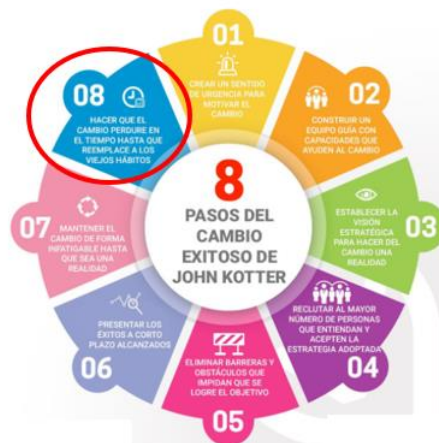 8
PASOS DEL
CAMBIO
EXITOSO DE
JOHN KOTTER
01
CREAR UN SENTIDO
DE URGENCIA PARA
MOTIVAR EL
CAMBIO
02
CONSTRUIR UN
EQUIPO GUÍA CON
CAPACIDADES QUE
AYUDEN AL CAMBIO
03
ESTABLECER LA
VISIÓN
ESTRATÉGICA
PARA HACER DEL
CAMBIO UNA
REALIDAD
04
RECLUTAR AL MAYOR
NÚMERO DE PERSONAS
QUE ENTIENDAN Y
ACEPTEN LA
ESTRATEGIA ADOPTADA
05
ELIMINAR BARRERAS Y
OBSTÁCULOS QUE
IMPIDAN QUE SE
LOGRE EL OBJETIVO
06
PRESENTAR LOS
ÉXITOS A CORTO
PLAZO ALCANZADOS
07
MANTENER EL
CAMBIO DE FORMA
INFATIGABLE HASTA
QUE SEA UNA
REALIDAD
08
HACER QUE EL
CAMBIO PERDURE EN
EL TIEMPO HASTA QUE
REEMPLACE A LOS
VIEJOS HÁBITOS